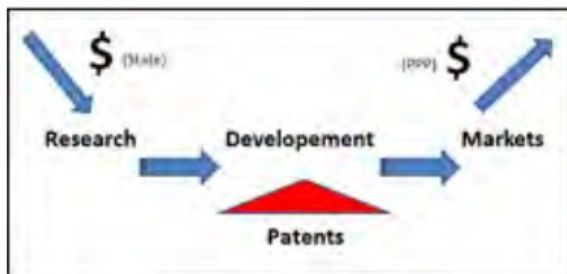 $ (State)
(PPP) $
Research
Developement
Markets
Patents